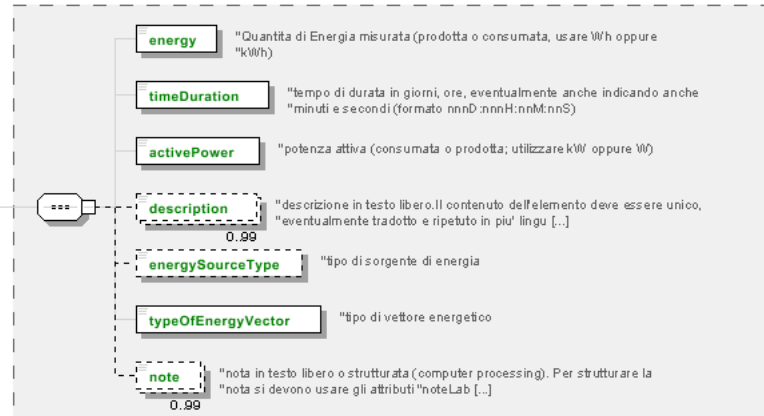 energy
"Quantita di Energia misurata (prodotta o consumata, usare Wh oppure
"kWh)
timeDuration
"tempo di durata in giorni, ore, eventualmente anche indicando anche
"minuti e secondi (formato nnnD:nnnH:nnM:nnS)
activePower
"potenza attiva (consumata o prodotta; utilizzare kW oppure W)
description
"descrizione in testo libero.Il contenuto dell'elemento deve essere unico,
"eventualmente tradotto e ripetuto in piu' lingu [...]
0..99
energySourceType
"tipo di sorgente di energia
typeOfEnergyVector
"tipo di vettore energetico
note
"nota in testo libero o strutturata (computer processing). Per strutturare la
"nota si devono usare gli attributi "noteLab [...]
0..99